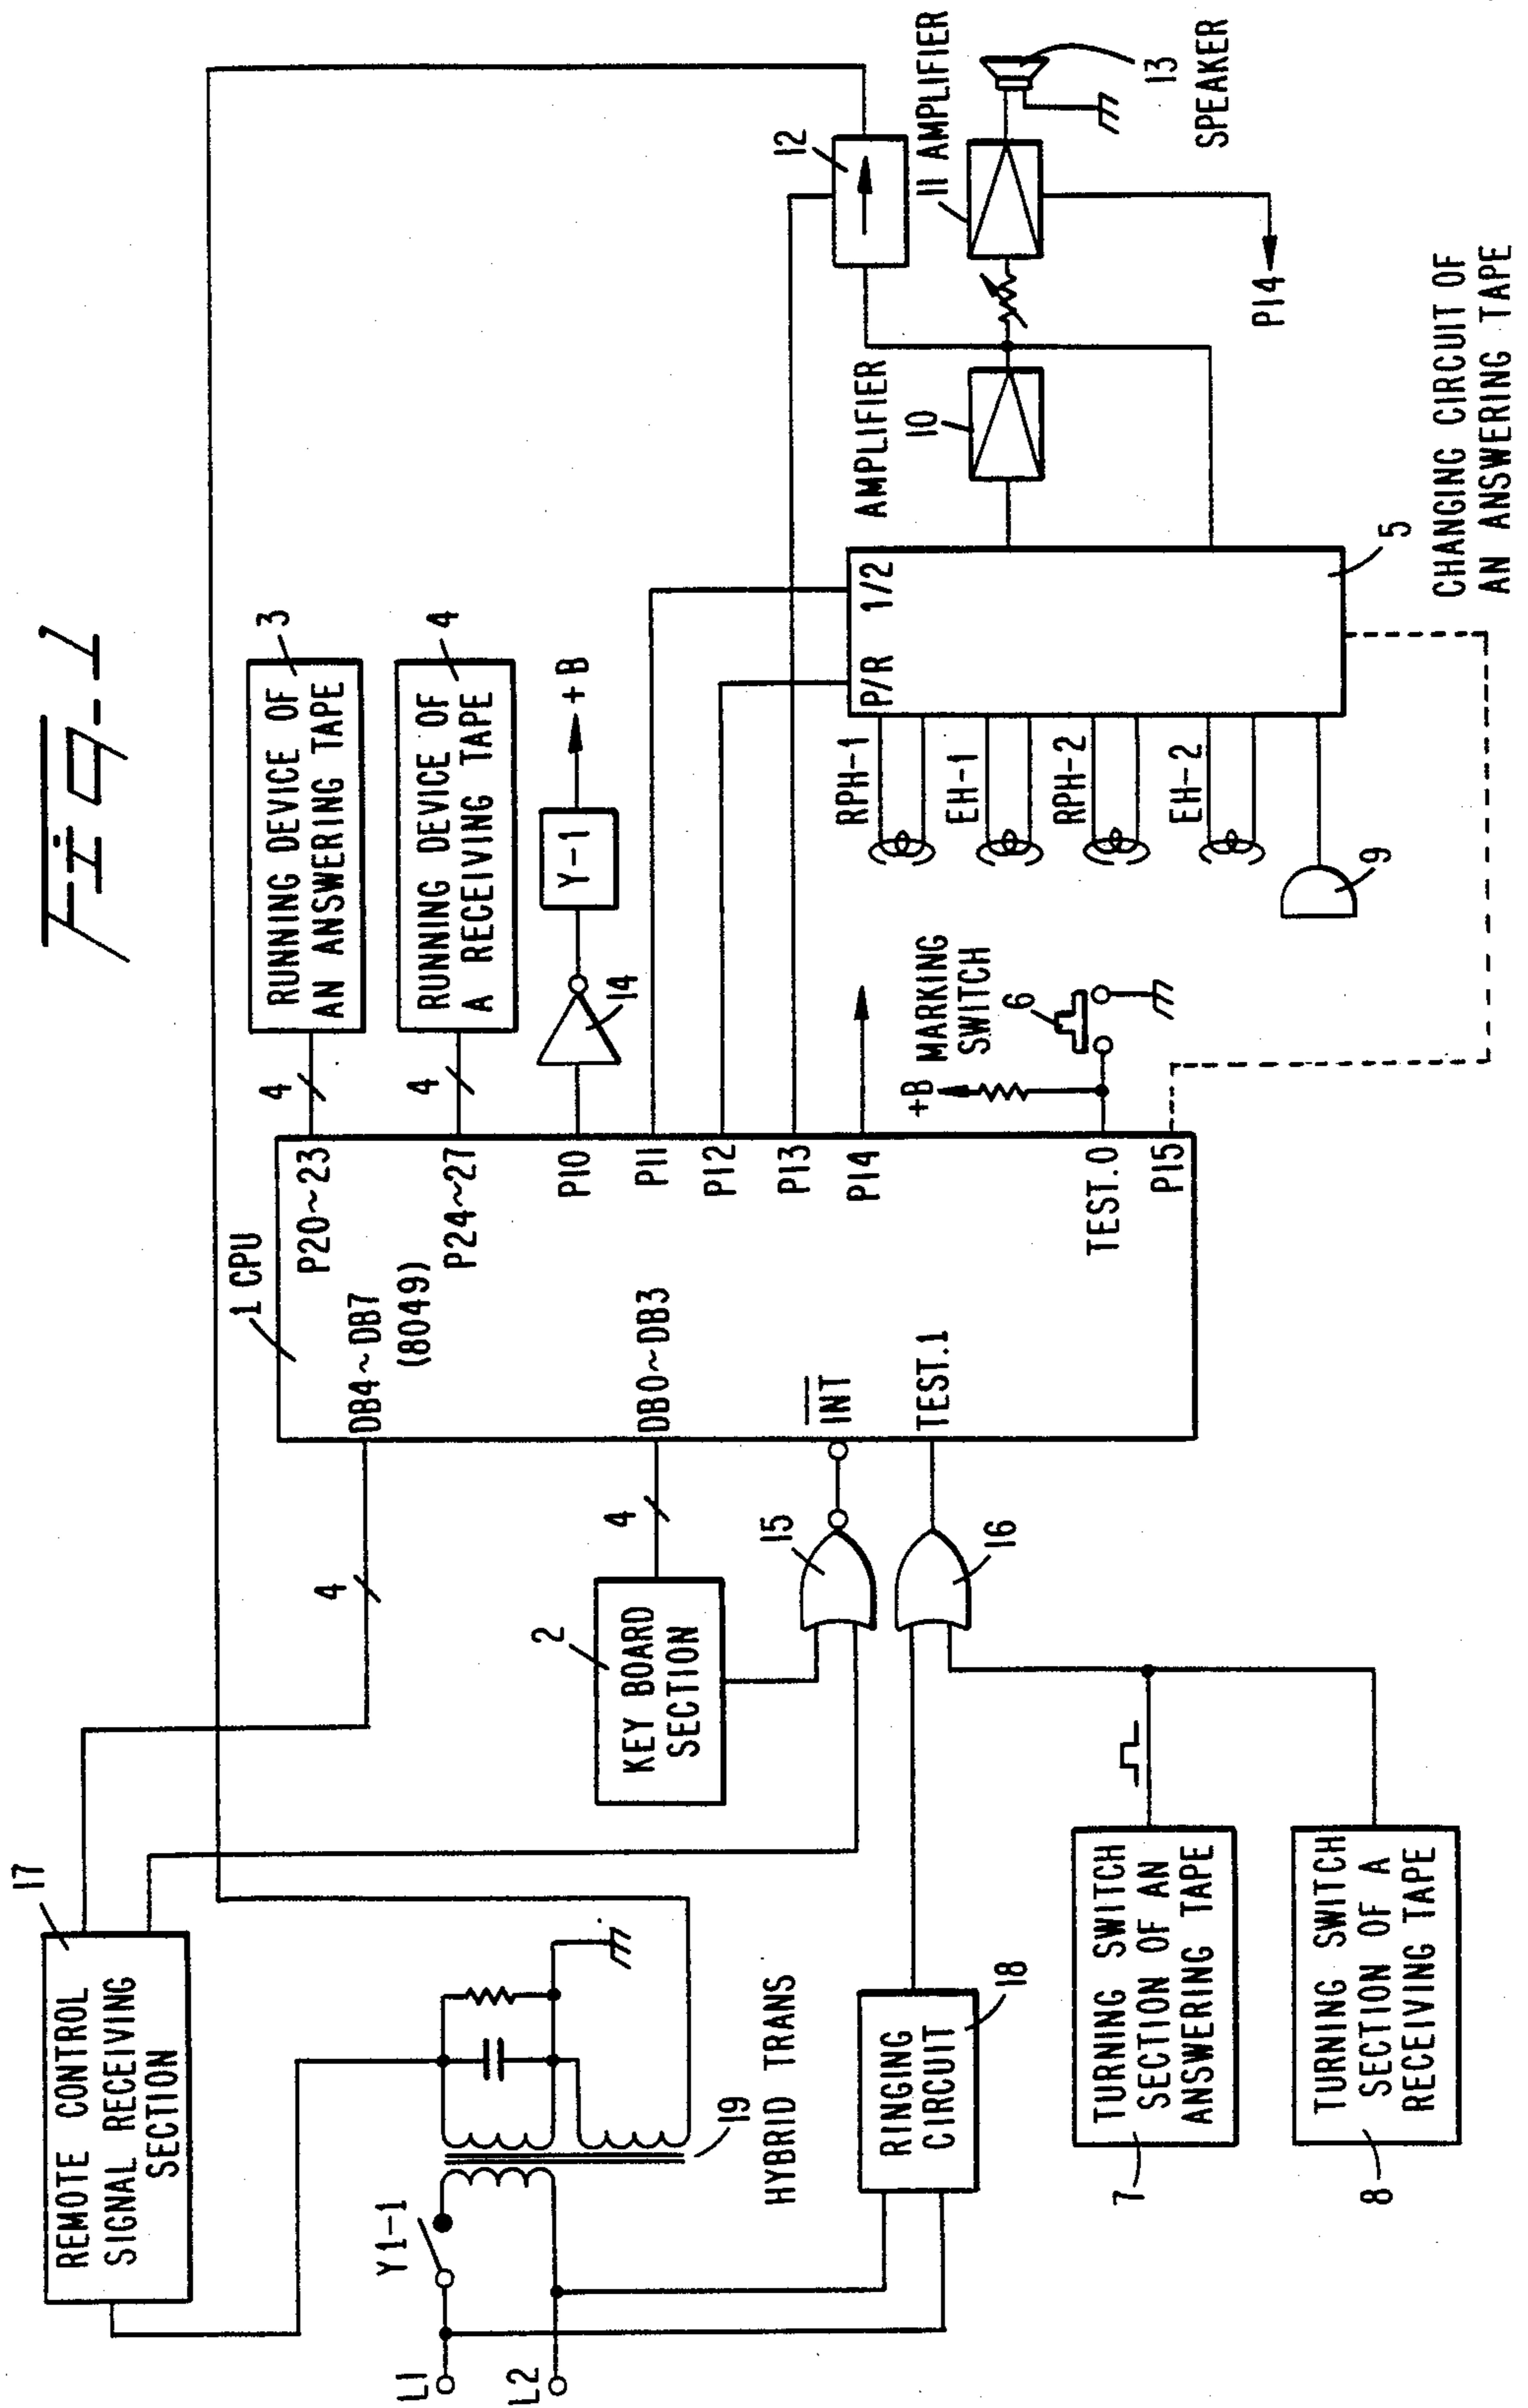 Fig-1
17
REMOTE CONTROL
SIGNAL RECEIVING
SECTION
L1
L2
Y1-1
19
HYBRID TRANS
RINGING
CIRCUIT
18
7
TURNING SWITCH
SECTION OF AN
ANSWERING TAPE
8
TURNING SWITCH
SECTION OF A
RECEIVING TAPE
2
KEY BOARD
SECTION
4
4
15
16
1 CPU
DB4~DB7
(8049)
DB0~DB3
INT
TEST.1
P20~23
P24~27
P10
P11
P12
P13
P14
TEST.0
P15
4
4
3
RUNNING DEVICE OF
AN ANSWERING TAPE
4
RUNNING DEVICE OF
A RECEIVING TAPE
14
Y-1
+B
+B
MARKING
SWITCH
6
RPH-1
EH-1
RPH-2
EH-2
9
P/R 1/2
5
CHANGING CIRCUIT OF
AN ANSWERING TAPE
AMPLIFIER
10
12
11 AMPLIFIER
P14
13
SPEAKER